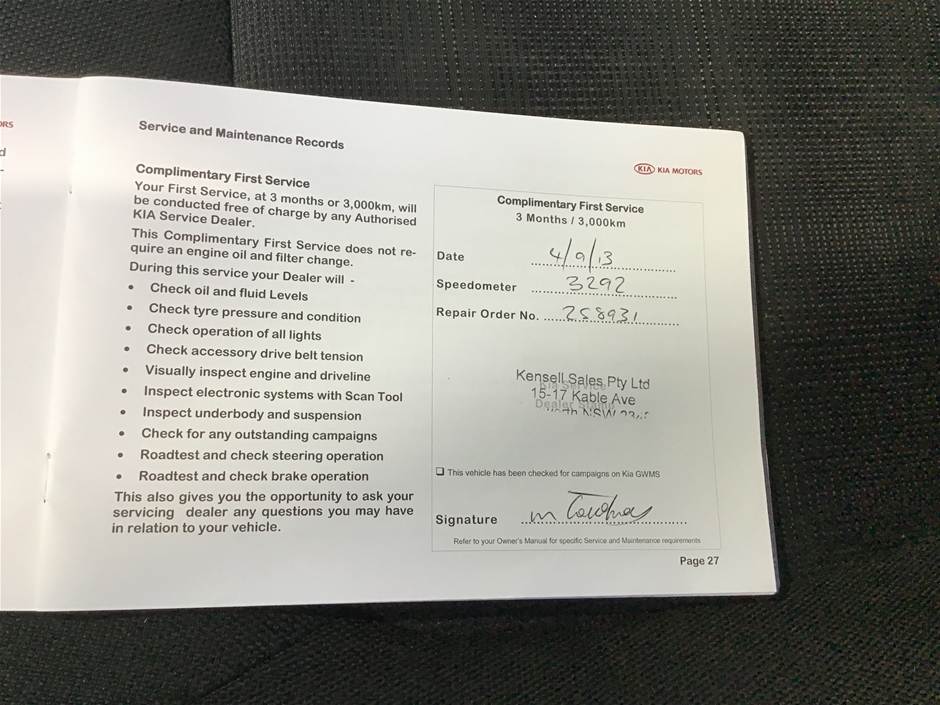 ORS
d
-
Service and Maintenance Records
Complimentary First Service
Your First Service, at 3 months or 3,000km, will
be conducted free of charge by any Authorised
KIA Service Dealer.
This Complimentary First Service does not re-
quire an engine oil and filter change.
During this service your Dealer will -
• Check oil and fluid Levels
• Check tyre pressure and condition
• Check operation of all lights
• Check accessory drive belt tension
• Visually inspect engine and driveline
• Inspect electronic systems with Scan Tool
• Inspect underbody and suspension
• Check for any outstanding campaigns
• Roadtest and check steering operation
• Roadtest and check brake operation
This also gives you the opportunity to ask your
servicing dealer any questions you may have
in relation to your vehicle.
KIA KIA MOTORS
Complimentary First Service
3 Months / 3,000km
Date 4/9/13
Speedometer 3292
Repair Order No. 258931
Kensell Sales Pty Ltd
Kia Service
15-17 Kable Ave
Dealer Stamp
NSW
❑ This vehicle has been checked for campaigns on Kia GWMS
Signature m
Refer to your Owner's Manual for specific Service and Maintenance requirements
Page 27